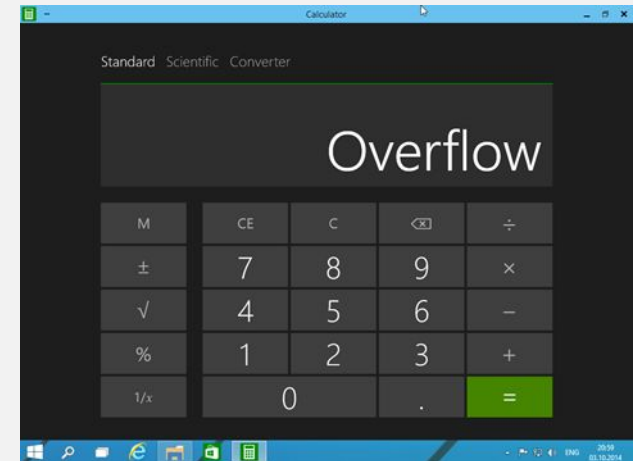 Calculator
Standard Scientific Converter
Overflow
M CE C ÷
± 7 8 9 ×
√ 4 5 6 −
% 1 2 3 +
1/x 0 . =
ENG 20:59
03.10.2014